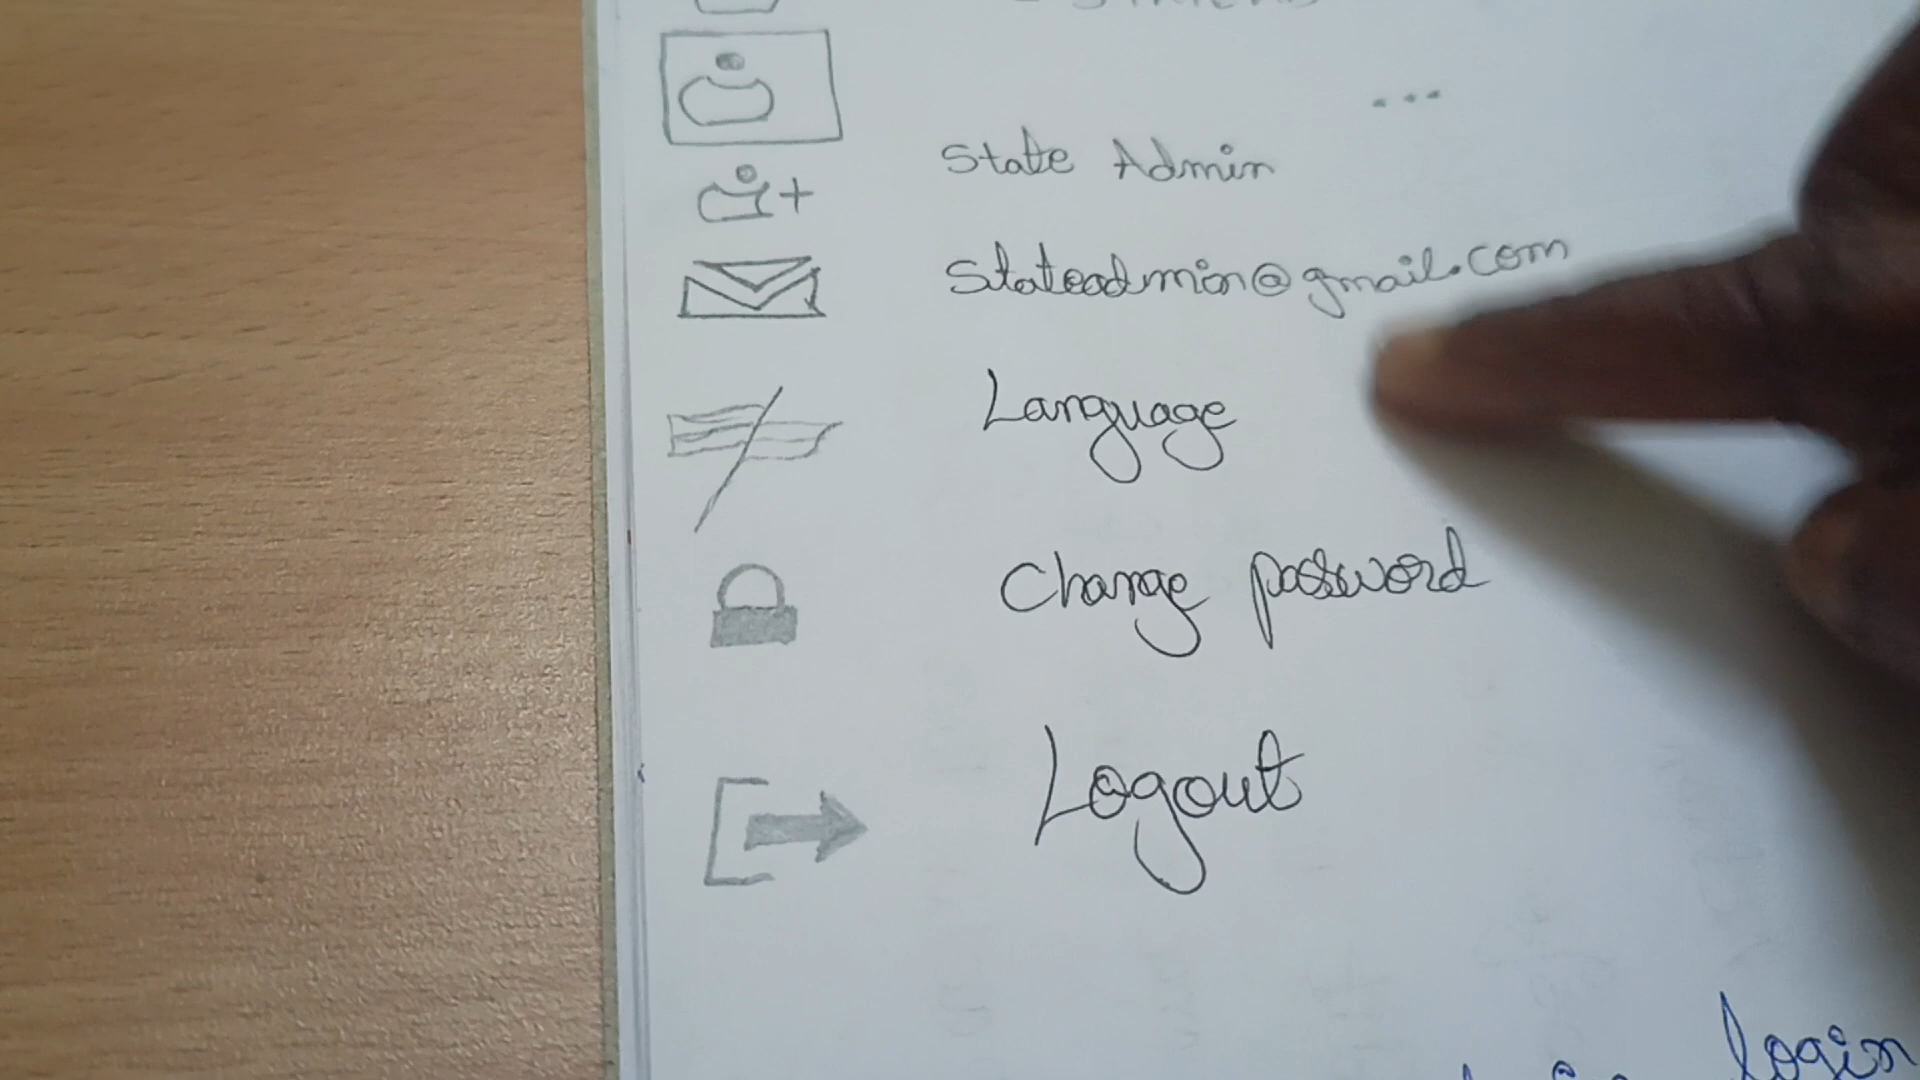 ...
State Admin
Stateadmin@gmail.com
Language
Change password
Logout
login